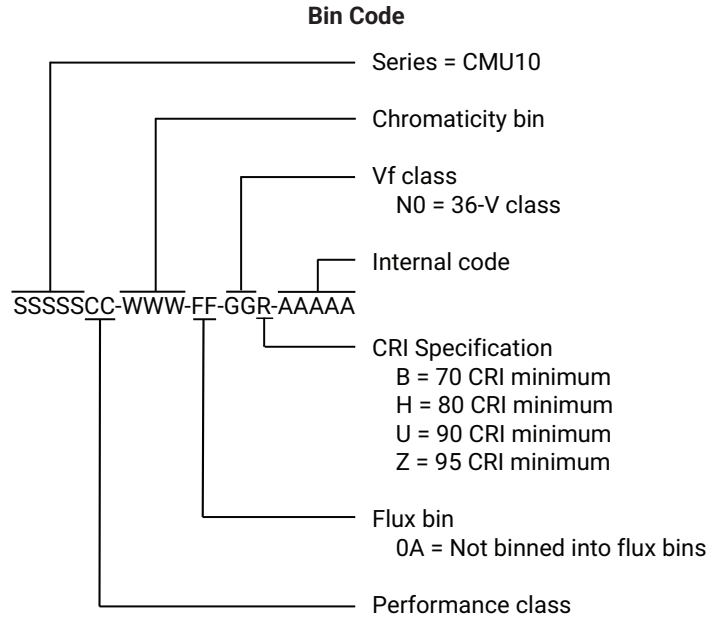 Bin Code
Series = CMU10
Chromaticity bin
Vf class
N0 = 36-V class
Internal code
SSSSSCC-WWW-FF-GGR-AAAAA
CRI Specification
B = 70 CRI minimum
H = 80 CRI minimum
U = 90 CRI minimum
Z = 95 CRI minimum
Flux bin
0A = Not binned into flux bins
Performance class